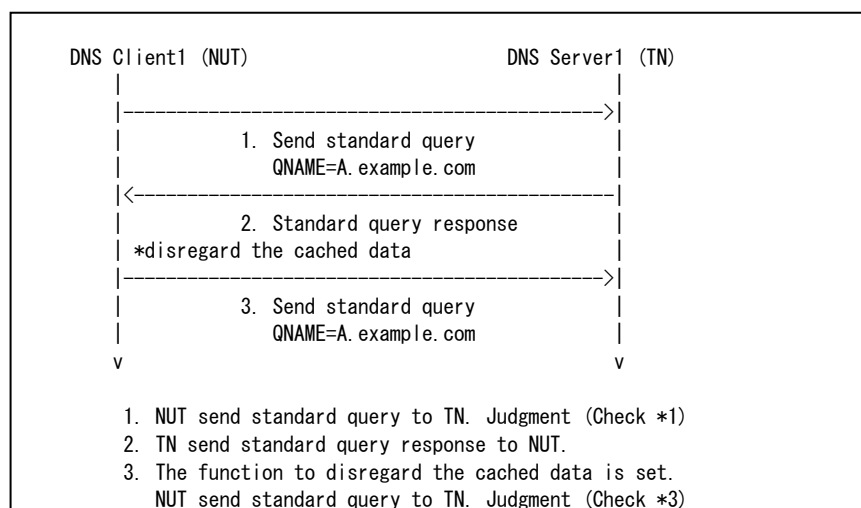 DNS Client1 (NUT) DNS Server1 (TN)
1. Send standard query
QNAME=A.example.com
2. Standard query response
*disregard the cached data
3. Send standard query
QNAME=A.example.com
1. NUT send standard query to TN. Judgment (Check *1)
2. TN send standard query response to NUT.
3. The function to disregard the cached data is set.
NUT send standard query to TN. Judgment (Check *3)